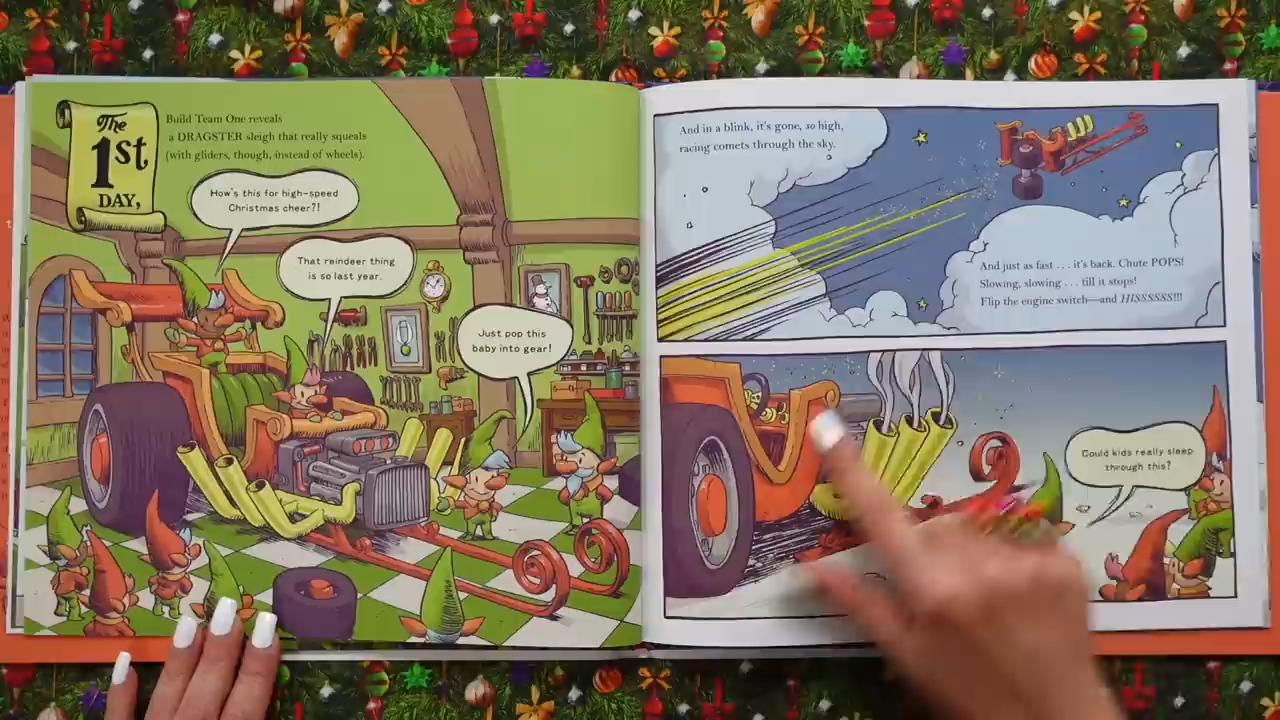 The
1st
DAY,
Build Team One reveals
a DRAGSTER sleigh that really squeals
(with gliders, though, instead of wheels).
How's this for high-speed
Christmas cheer?!
That reindeer thing
is so last year.
Just pop this
baby into gear!
And in a blink, it's gone, so high,
racing comets through the sky.
And just as fast . . . it's back. Chute POPS!
Slowing, slowing . . . till it stops!
Flip the engine switch—and HISSSSSS!!!
Could kids really sleep
through this?